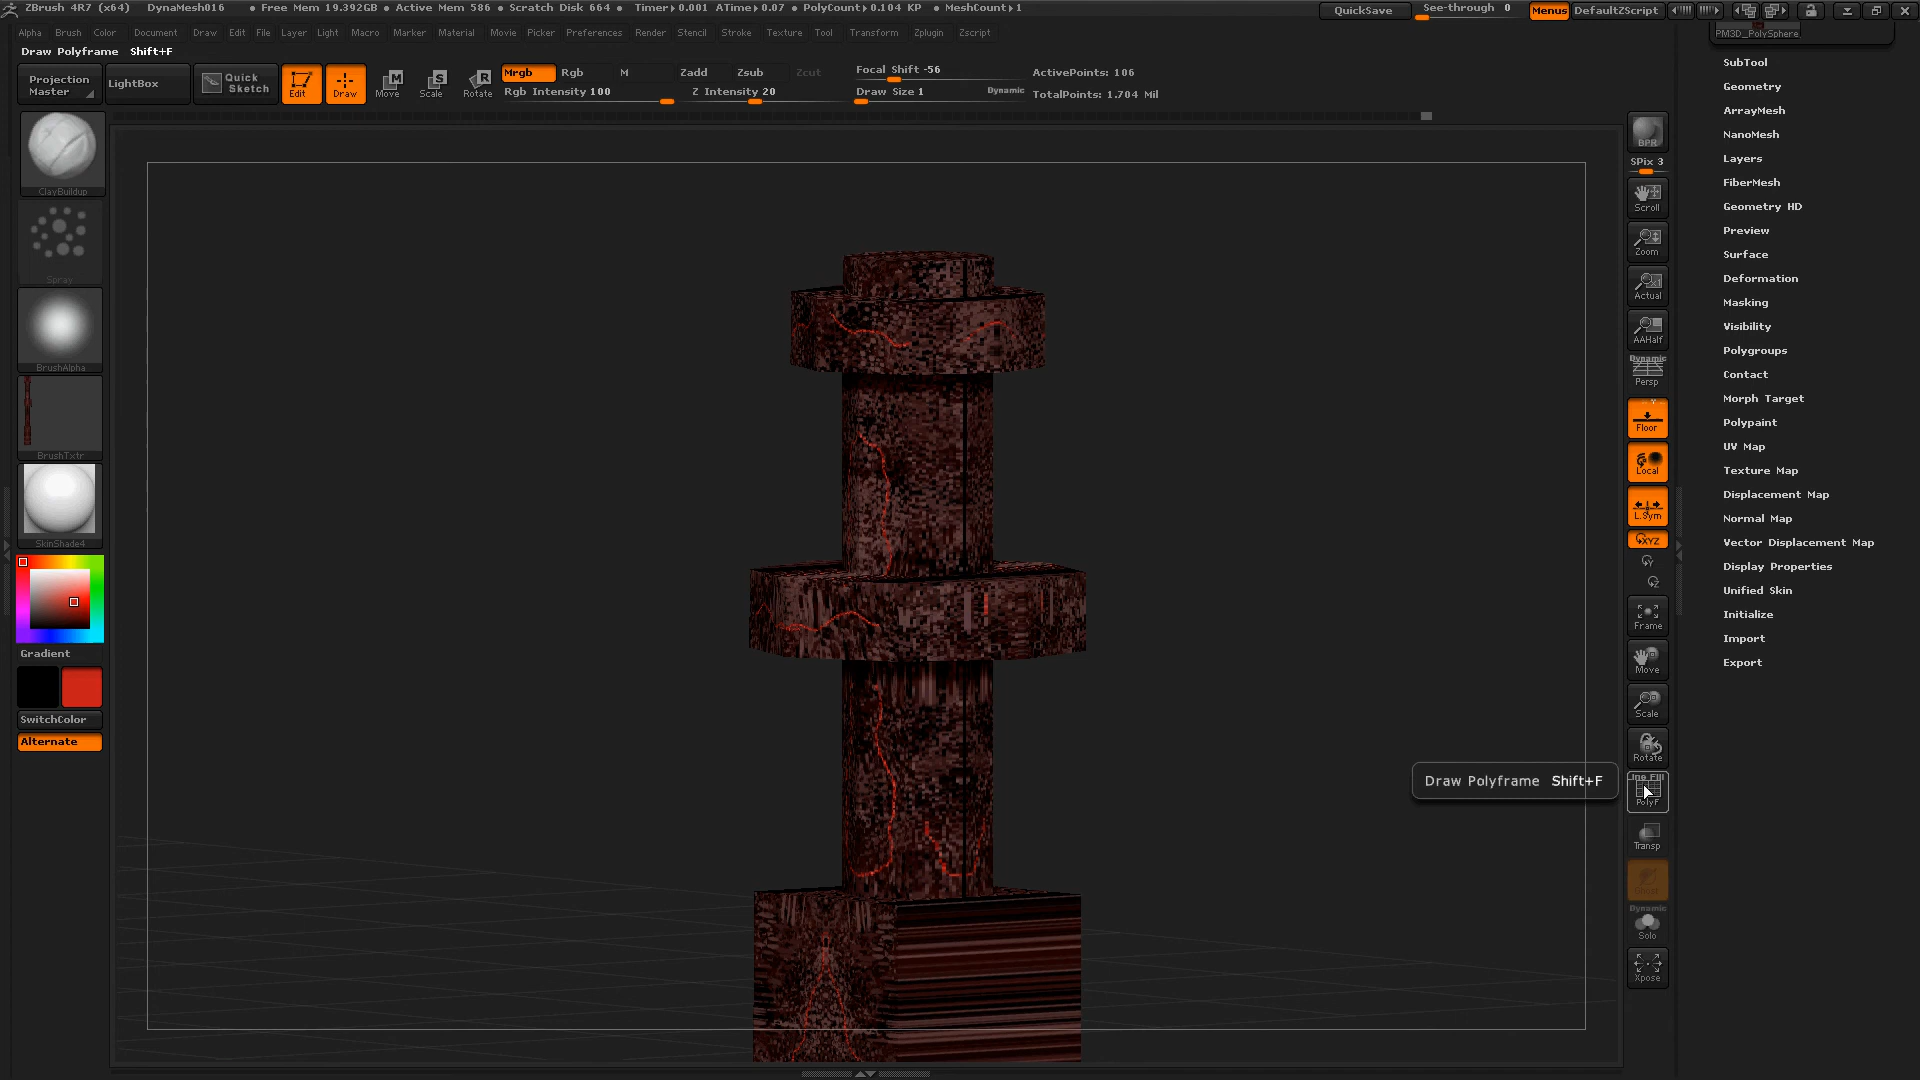 ZBrush 4R7 (x64) DynaMesh016 • Free Mem 19.392GB • Active Mem 586 • Scratch Disk 664 • Timer▸0.001 ATime▸0.07 • PolyCount▸0.104 KP • MeshCount▸1 QuickSave See-through 0 Menus DefaultZScript
Alpha Brush Color Document Draw Edit File Layer Light Macro Marker Material Movie Picker Preferences Render Stencil Stroke Texture Tool Transform Zplugin Zscript
Draw Polyframe Shift+F
Projection Master
LightBox
Quick Sketch
Edit
Draw
Move
Scale
Rotate
Mrgb Rgb M Zadd Zsub Zcut
Rgb Intensity 100 Z Intensity 20
Focal Shift -56
Draw Size 1 Dynamic
ActivePoints: 106
TotalPoints: 1.704 Mil
ClayBuildup
Spray
BrushAlpha
BrushTxtr
SkinShade4
Gradient
SwitchColor
Alternate
Draw Polyframe Shift+F
BPR
SPix 3
Scroll
Zoom
Actual
AAHalf
Dynamic
Persp
Floor
Local
L.Sym
XYZ
Y
Z
Frame
Move
Scale
Rotate
PolyF
Transp
Ghost
Dynamic
Solo
Xpose
PM3D_PolySphere
SubTool
Geometry
ArrayMesh
NanoMesh
Layers
FiberMesh
Geometry HD
Preview
Surface
Deformation
Masking
Visibility
Polygroups
Contact
Morph Target
Polypaint
UV Map
Texture Map
Displacement Map
Normal Map
Vector Displacement Map
Display Properties
Unified Skin
Initialize
Import
Export